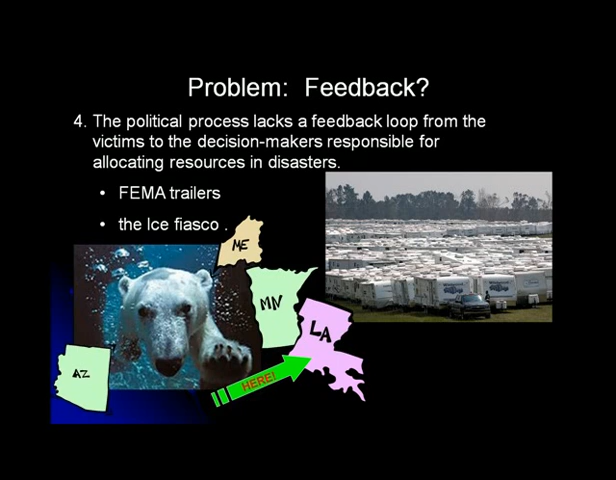 Problem: Feedback?
4. The political process lacks a feedback loop from the
victims to the decision-makers responsible for
allocating resources in disasters.
• FEMA trailers
• the Ice fiasco .
ME
MN
LA
AZ
HERE!